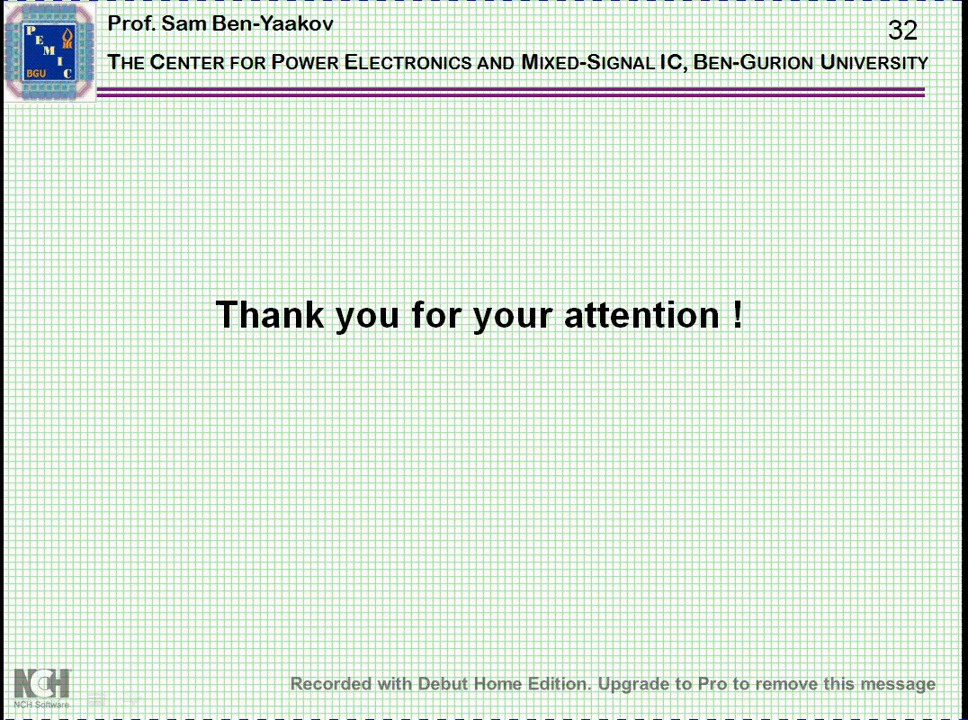 Prof. Sam Ben-Yaakov
32
THE CENTER FOR POWER ELECTRONICS AND MIXED-SIGNAL IC, BEN-GURION UNIVERSITY
PEMIC
BGU
Thank you for your attention !
NCH
NCH Software
Recorded with Debut Home Edition. Upgrade to Pro to remove this message